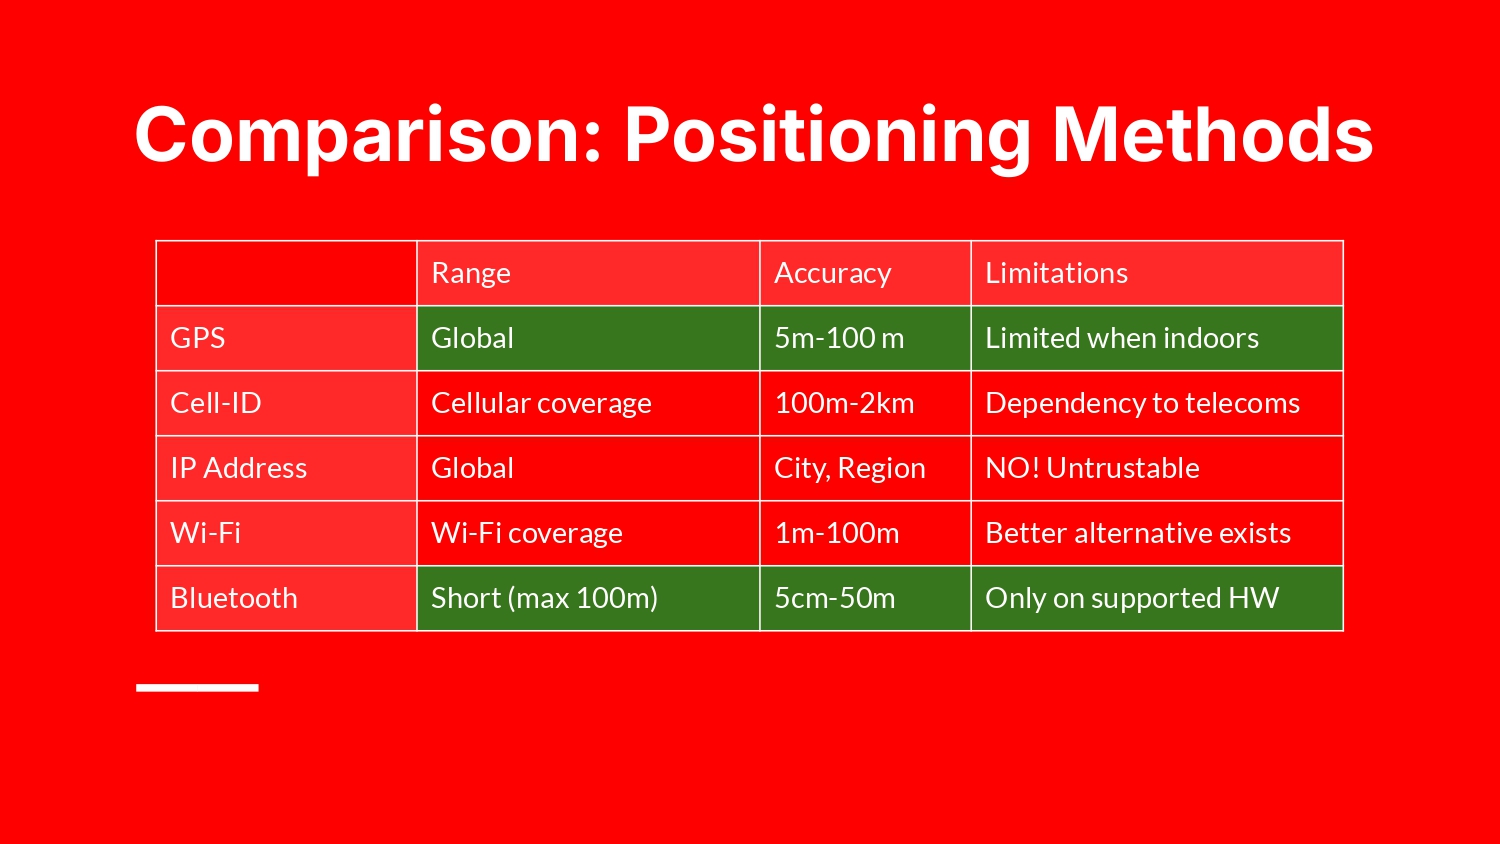 Comparison: Positioning Methods
Range Accuracy Limitations
GPS Global 5m-100 m Limited when indoors
Cell-ID Cellular coverage 100m-2km Dependency to telecoms
IP Address Global City, Region NO! Untrustable
Wi-Fi Wi-Fi coverage 1m-100m Better alternative exists
Bluetooth Short (max 100m) 5cm-50m Only on supported HW